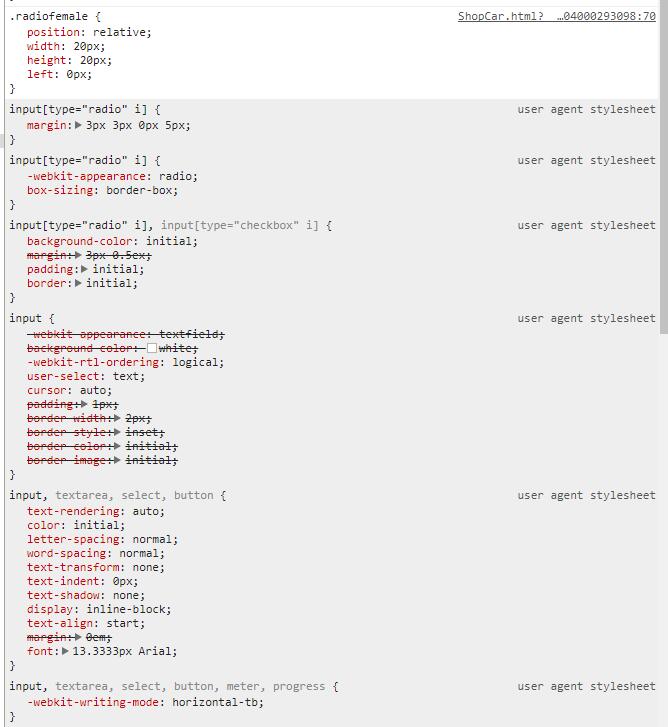 .radiofemale { ShopCar.html? …04000293098:70
position: relative;
width: 20px;
height: 20px;
left: 0px;
}
input[type="radio" i] { user agent stylesheet
margin:▶3px 3px 0px 5px;
}
input[type="radio" i] { user agent stylesheet
-webkit-appearance: radio;
box-sizing: border-box;
}
input[type="radio" i], input[type="checkbox" i] { user agent stylesheet
background-color: initial;
margin:▶3px 0.5ex;
padding:▶initial;
border:▶initial;
}
input { user agent stylesheet
-webkit-appearance: textfield;
background-color: white;
-webkit-rtl-ordering: logical;
user-select: text;
cursor: auto;
padding:▶1px;
border-width:▶2px;
border-style:▶inset;
border-color:▶initial;
border-image:▶initial;
}
input, textarea, select, button { user agent stylesheet
text-rendering: auto;
color: initial;
letter-spacing: normal;
word-spacing: normal;
text-transform: none;
text-indent: 0px;
text-shadow: none;
display: inline-block;
text-align: start;
margin:▶0em;
font:▶13.3333px Arial;
}
input, textarea, select, button, meter, progress { user agent stylesheet
-webkit-writing-mode: horizontal-tb;
}